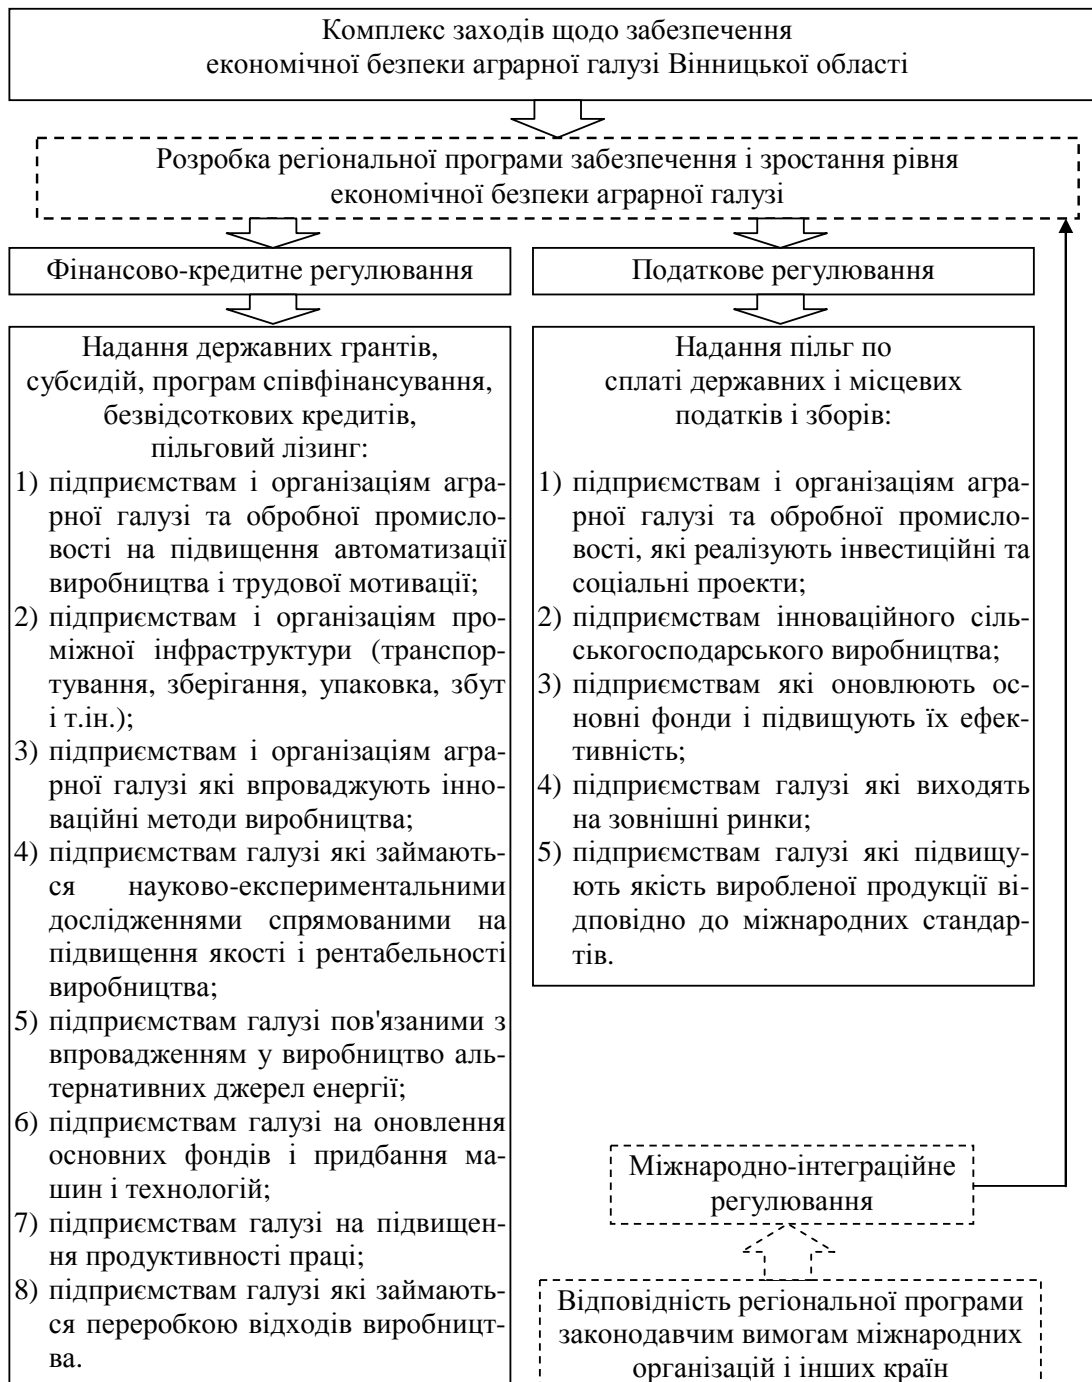 Комплекс заходів щодо забезпечення
економічної безпеки аграрної галузі Вінницької області
Розробка регіональної програми забезпечення і зростання рівня
економічної безпеки аграрної галузі
Фінансово-кредитне регулювання
Надання державних грантів,
субсидій, програм співфінансування,
безвідсоткових кредитів,
пільговий лізинг:
1) підприємствам і організаціям агра-
рної галузі та обробної промисло-
вості на підвищення автоматизації
виробництва і трудової мотивації;
2) підприємствам і організаціям про-
міжної інфраструктури (транспор-
тування, зберігання, упаковка, збут
і т.ін.);
3) підприємствам і організаціям агра-
рної галузі які впроваджують інно-
ваційні методи виробництва;
4) підприємствам галузі які займають-
ся науково-експериментальними
дослідженнями спрямованими на
підвищення якості і рентабельності
виробництва;
5) підприємствам галузі пов'язаними з
впровадженням у виробництво аль-
тернативних джерел енергії;
6) підприємствам галузі на оновлення
основних фондів і придбання ма-
шин і технологій;
7) підприємствам галузі на підвищен-
ня продуктивності праці;
8) підприємствам галузі які займають-
ся переробкою відходів виробницт-
ва.
Податкове регулювання
Надання пільг по
сплаті державних і місцевих
податків і зборів:
1) підприємствам і організаціям агра-
рної галузі та обробної промисло-
вості, які реалізують інвестиційні та
соціальні проекти;
2) підприємствам інноваційного сіль-
ськогосподарського виробництва;
3) підприємствам які оновлюють ос-
новні фонди і підвищують їх ефек-
тивність;
4) підприємствам галузі які виходять
на зовнішні ринки;
5) підприємствам галузі які підвищу-
ють якість виробленої продукції ві-
дповідно до міжнародних стандар-
тів.
Міжнародно-інтеграційне
регулювання
Відповідність регіональної програми
законодавчим вимогам міжнародних
організацій і інших країн